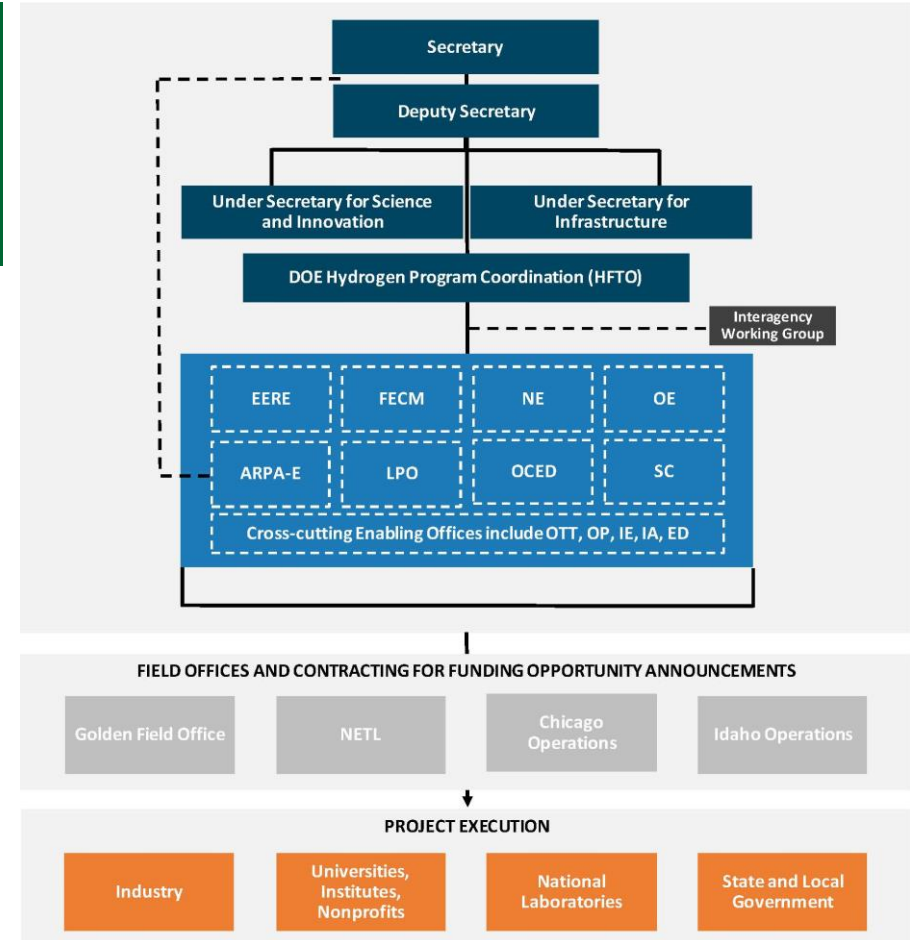 Secretary
Deputy Secretary
Under Secretary for Science
and Innovation
Under Secretary for
Infrastructure
DOE Hydrogen Program Coordination (HFTO)
Interagency
Working Group
EERE
FECM
NE
OE
ARPA-E
LPO
OCED
SC
Cross-cutting Enabling Offices include OTT, OP, IE, IA, ED
FIELD OFFICES AND CONTRACTING FOR FUNDING OPPORTUNITY ANNOUNCEMENTS
Golden Field Office
NETL
Chicago
Operations
Idaho Operations
PROJECT EXECUTION
Industry
Universities,
Institutes,
Nonprofits
National
Laboratories
State and Local
Government